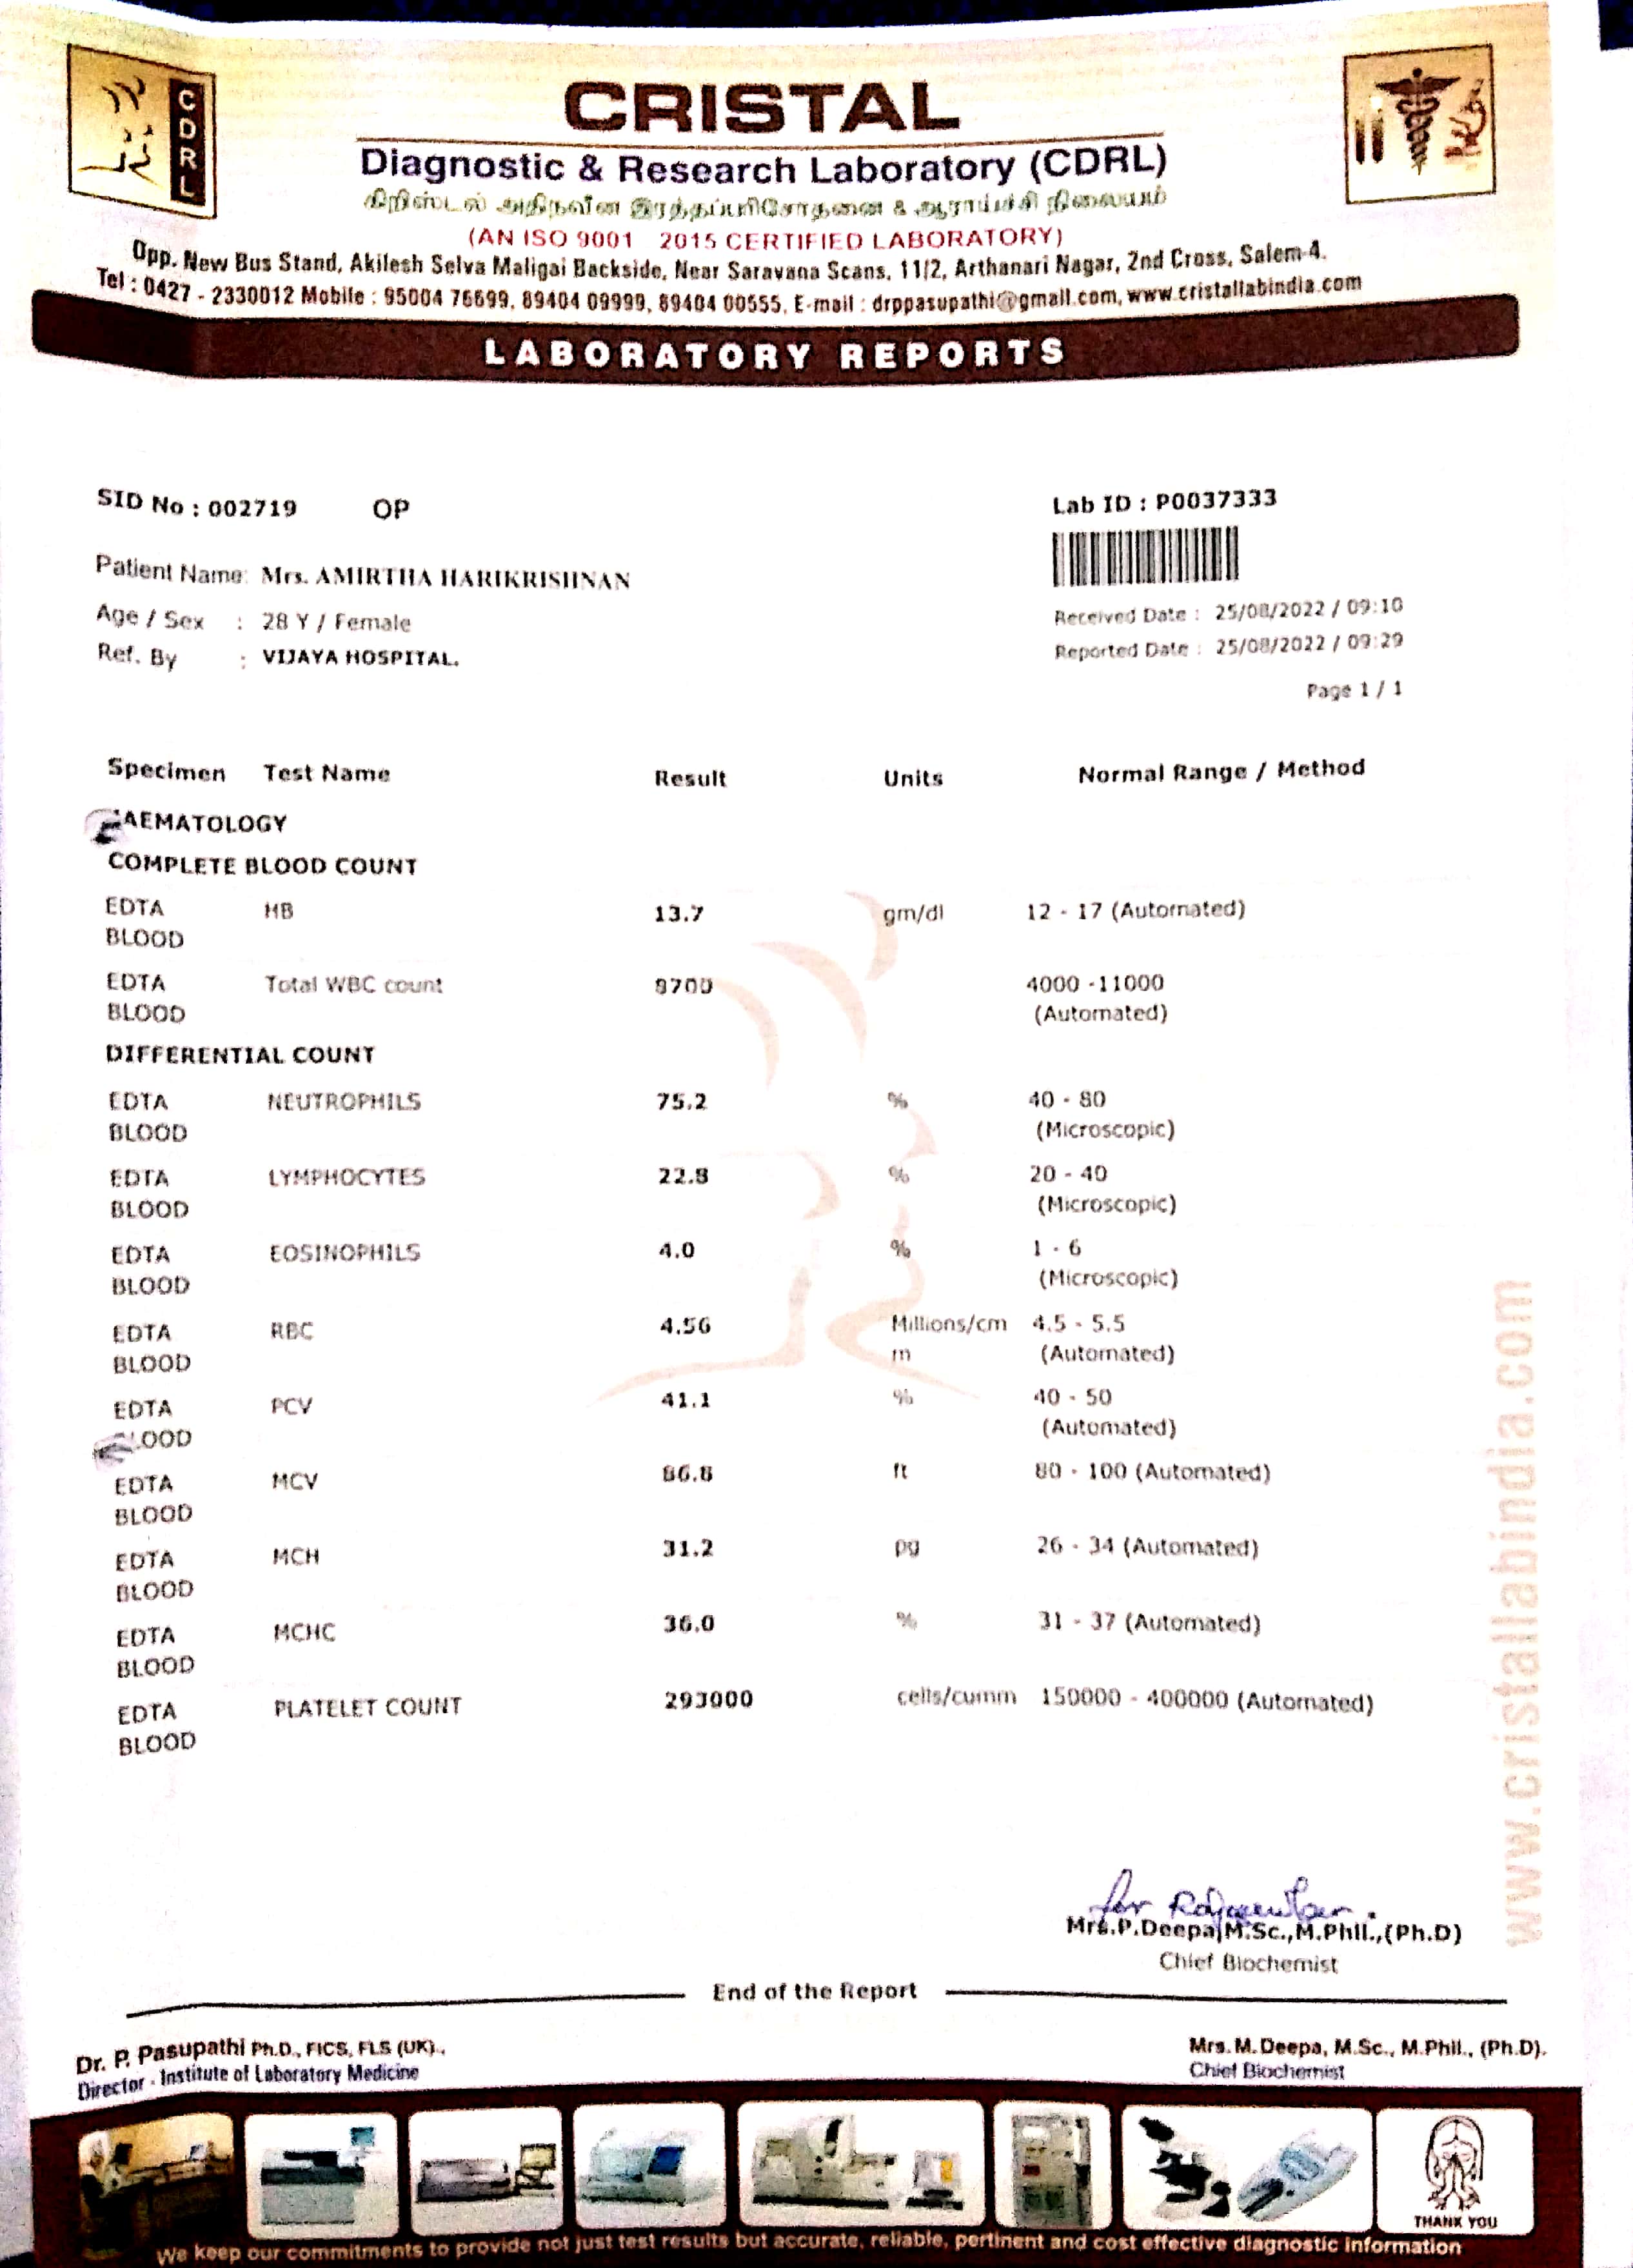 CDRL
CRISTAL
Diagnostic & Research Laboratory (CDRL)
கிறிஸ்டல் அதிநவீன இரத்தப்பரிசோதனை & ஆராய்ச்சி நிலையம்
(AN ISO 9001 2015 CERTIFIED LABORATORY)
Opp. New Bus Stand, Akilesh Selva Maligai Backside, Near Saravana Scans, 11/2, Arthanari Nagar, 2nd Cross, Salem-4.
Tel : 0427 - 2330012 Mobile : 95004 76699, 89404 09999, 89404 00555, E-mail : drppasupathi@gmail.com, www.cristallabindia.com
LABORATORY REPORTS
SID No : 002719 OP Lab ID : P0037333
Patient Name: Mrs. AMIRTHA HARIKRISHNAN
Age / Sex : 28 Y / Female Received Date : 25/08/2022 / 09:10
Ref. By : VIJAYA HOSPITAL. Reported Date : 25/08/2022 / 09:29
Page 1 / 1
Specimen Test Name Result Units Normal Range / Method
AEMATOLOGY
COMPLETE BLOOD COUNT
EDTA HB 13.7 gm/dl 12 - 17 (Automated)
BLOOD
EDTA Total WBC count 4000 -11000
BLOOD (Automated)
DIFFERENTIAL COUNT
EDTA NEUTROPHILS 75.2 % 40 - 80
BLOOD (Microscopic)
EDTA LYMPHOCYTES 22.8 % 20 - 40
BLOOD (Microscopic)
EDTA EOSINOPHILS 4.0 % 1 - 6
BLOOD (Microscopic)
EDTA RBC 4.56 Millions/cm 4.5 - 5.5
BLOOD m (Automated)
EDTA PCV 41.1 % 40 - 50
LOOD (Automated)
EDTA MCV 86.8 ft 80 - 100 (Automated)
BLOOD
EDTA MCH 31.2 pg 26 - 34 (Automated)
BLOOD
EDTA MCHC 36.0 % 31 - 37 (Automated)
BLOOD
EDTA PLATELET COUNT 293000 cells/cumm 150000 - 400000 (Automated)
BLOOD
www.cristallabindia.com
for
Mrs.P.Deepa,M.Sc.,M.Phil.,(Ph.D)
Chief Biochemist
End of the Report
Dr. P. Pasupathi Ph.D., FICS, FLS (UK).,
Director - Institute of Laboratory Medicine
Mrs. M. Deepa, M.Sc., M.Phil., (Ph.D).
Chief Biochemist
THANK YOU
We keep our commitments to provide not just test results but accurate, reliable, pertinent and cost effective diagnostic information